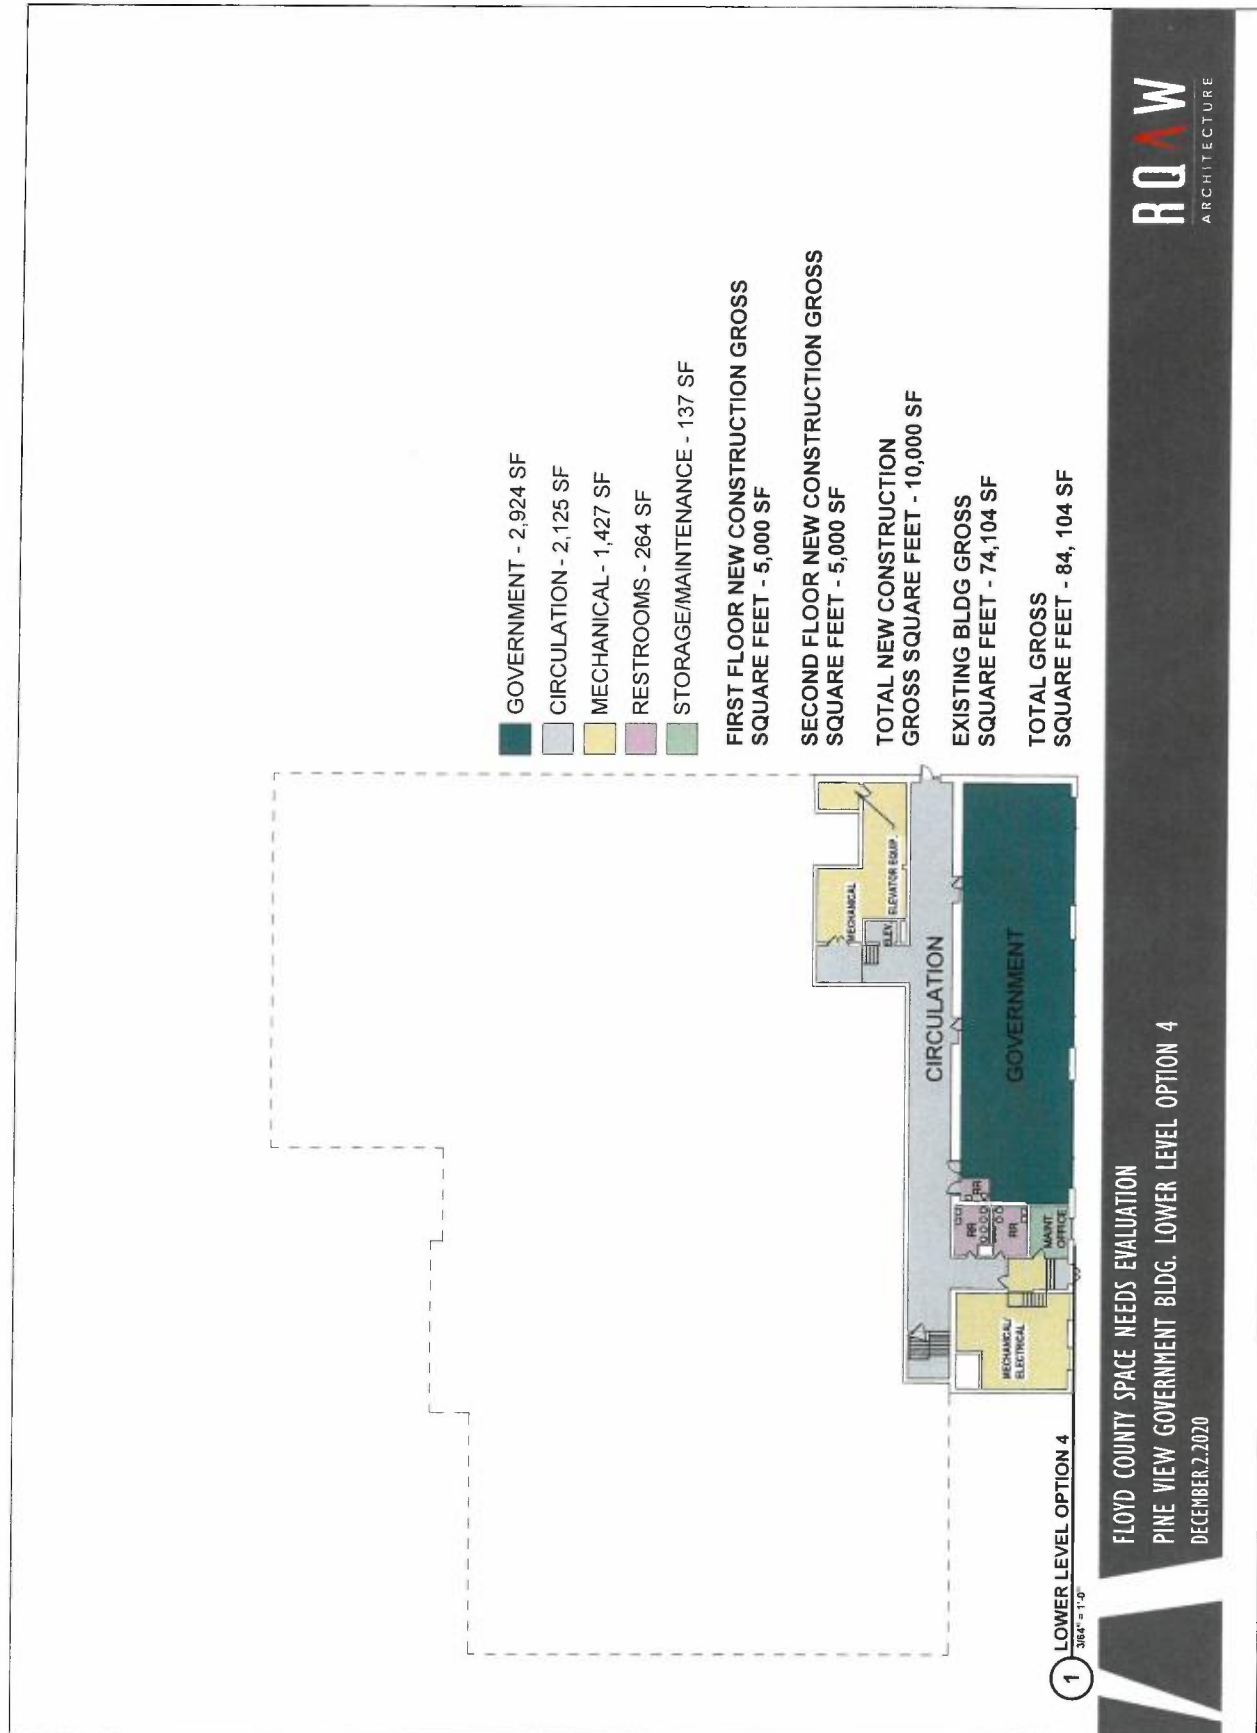 GOVERNMENT - 2,924 SF
CIRCULATION - 2,125 SF
MECHANICAL - 1,427 SF
RESTROOMS - 264 SF
STORAGE/MAINTENANCE - 137 SF
FIRST FLOOR NEW CONSTRUCTION GROSS
SQUARE FEET - 5,000 SF
SECOND FLOOR NEW CONSTRUCTION GROSS
SQUARE FEET - 5,000 SF
TOTAL NEW CONSTRUCTION
GROSS SQUARE FEET - 10,000 SF
EXISTING BLDG GROSS
SQUARE FEET - 74,104 SF
TOTAL GROSS
SQUARE FEET - 84, 104 SF
MECHANICAL
ELEV.
ELEVATOR EQUIP.
CIRCULATION
GOVERNMENT
RR
RR
RR
MAINT.
OFFICE
MECHANICAL/
ELECTRICAL
1
LOWER LEVEL OPTION 4
3/64" = 1'-0"
FLOYD COUNTY SPACE NEEDS EVALUATION
PINE VIEW GOVERNMENT BLDG. LOWER LEVEL OPTION 4
DECEMBER.2.2020
RQAW
ARCHITECTURE